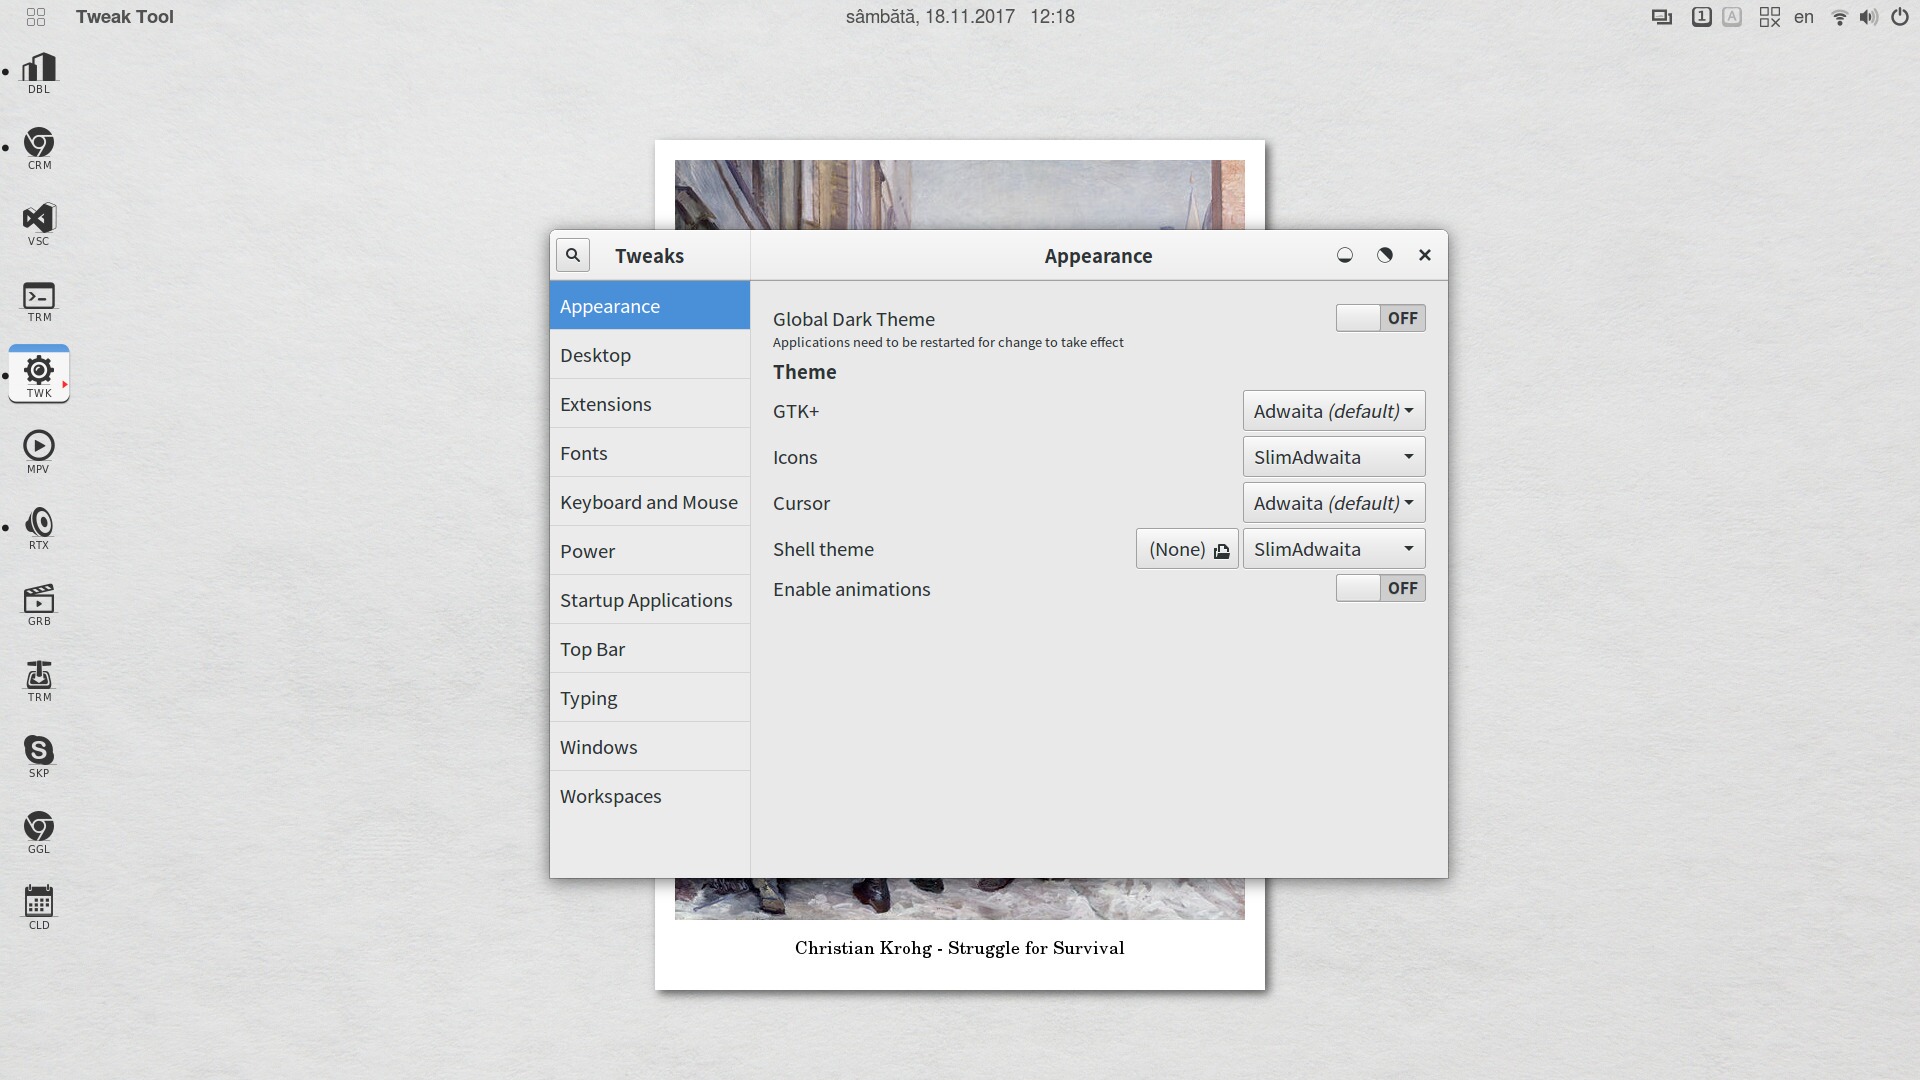 Tweak Tool
sâmbătă, 18.11.2017 12:18
1
A
en
DBL
CRM
VSC
TRM
TWK
MPV
RTX
GRB
TRM
SKP
GGL
CLD
Tweaks
Appearance
Appearance
Desktop
Extensions
Fonts
Keyboard and Mouse
Power
Startup Applications
Top Bar
Typing
Windows
Workspaces
Global Dark Theme OFF
Applications need to be restarted for change to take effect
Theme
GTK+ Adwaita (default)
Icons SlimAdwaita
Cursor Adwaita (default)
Shell theme (None) SlimAdwaita
Enable animations OFF
Christian Krohg - Struggle for Survival